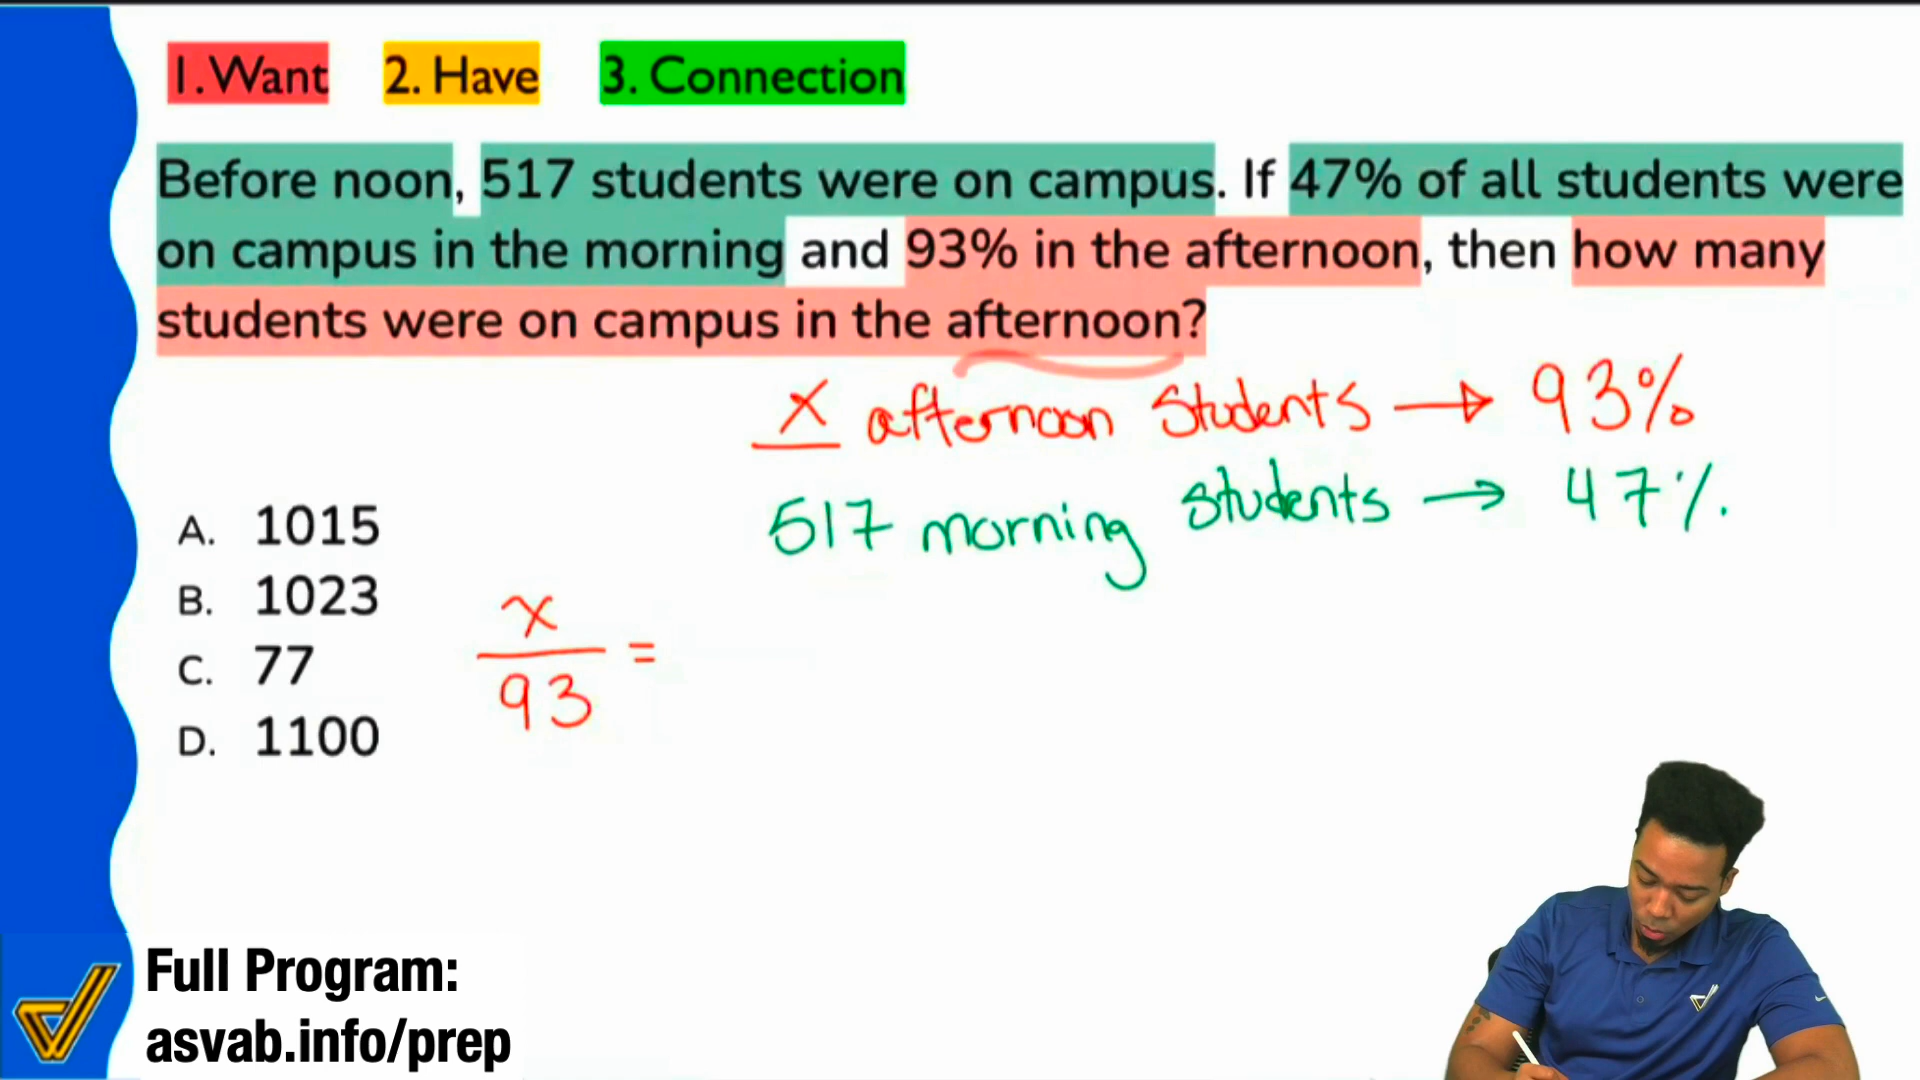 1. Want 2. Have 3. Connection
Before noon, 517 students were on campus. If 47% of all students were
on campus in the morning and 93% in the afternoon, then how many
students were on campus in the afternoon?
x afternoon Students → 93%
517 morning students → 47%
A. 1015
B. 1023
C. 77
D. 1100
x
93
=
Full Program:
asvab.info/prep